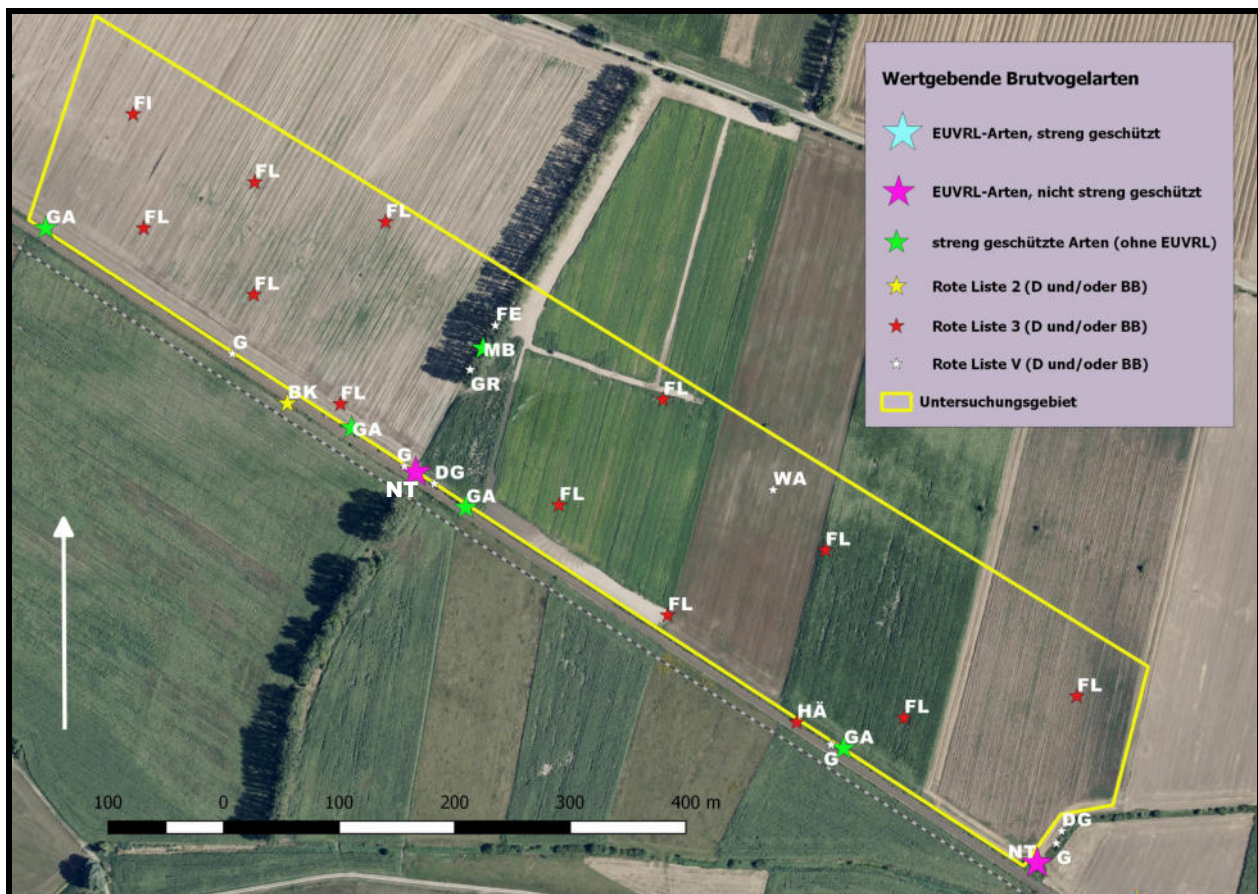 Wertgebende Brutvogelarten
EUVRL-Arten, streng geschützt
EUVRL-Arten, nicht streng geschützt
streng geschützte Arten (ohne EUVRL)
Rote Liste 2 (D und/oder BB)
Rote Liste 3 (D und/oder BB)
Rote Liste V (D und/oder BB)
Untersuchungsgebiet
FI
FL
FL
FL
GA
FL
FE
G
MB
GR
BK
FL
FL
GA
G
DG
NT
WA
GA
FL
FL
FL
FL
FL
HÄ
GA
G
DG
NT
G
100 0 100 200 300 400 m